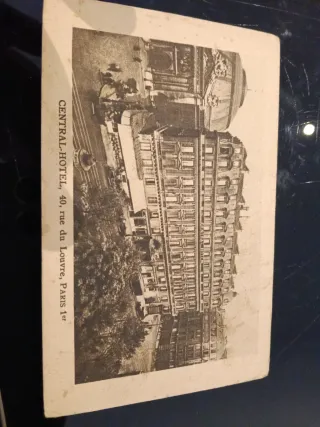 CENTRAL-HOTEL, 40, rue du Louvre, PARIS 1er